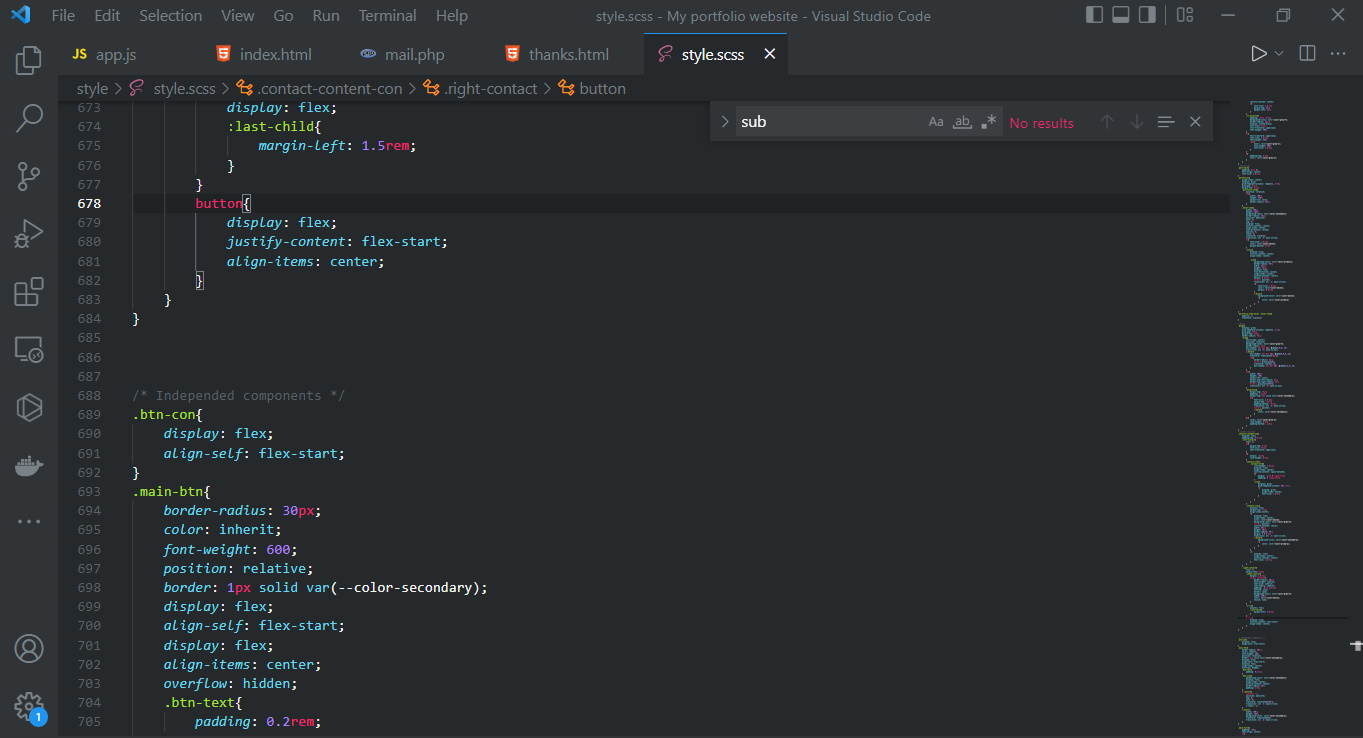 File Edit Selection View Go Run Terminal Help style.scss - My portfolio website - Visual Studio Code
JS app.js index.html mail.php thanks.html style.scss
style > style.scss > .contact-content-con > .right-contact > button
sub Aa ab .* No results
673 display: flex;
674 :last-child{
675 margin-left: 1.5rem;
676 }
677 }
678 button{
679 display: flex;
680 justify-content: flex-start;
681 align-items: center;
682 }
683 }
684 }
685
686
687
688 /* Independed components */
689 .btn-con{
690 display: flex;
691 align-self: flex-start;
692 }
693 .main-btn{
694 border-radius: 30px;
695 color: inherit;
696 font-weight: 600;
697 position: relative;
698 border: 1px solid var(--color-secondary);
699 display: flex;
700 align-self: flex-start;
701 display: flex;
702 align-items: center;
703 overflow: hidden;
704 .btn-text{
705 padding: 0.2rem;
1